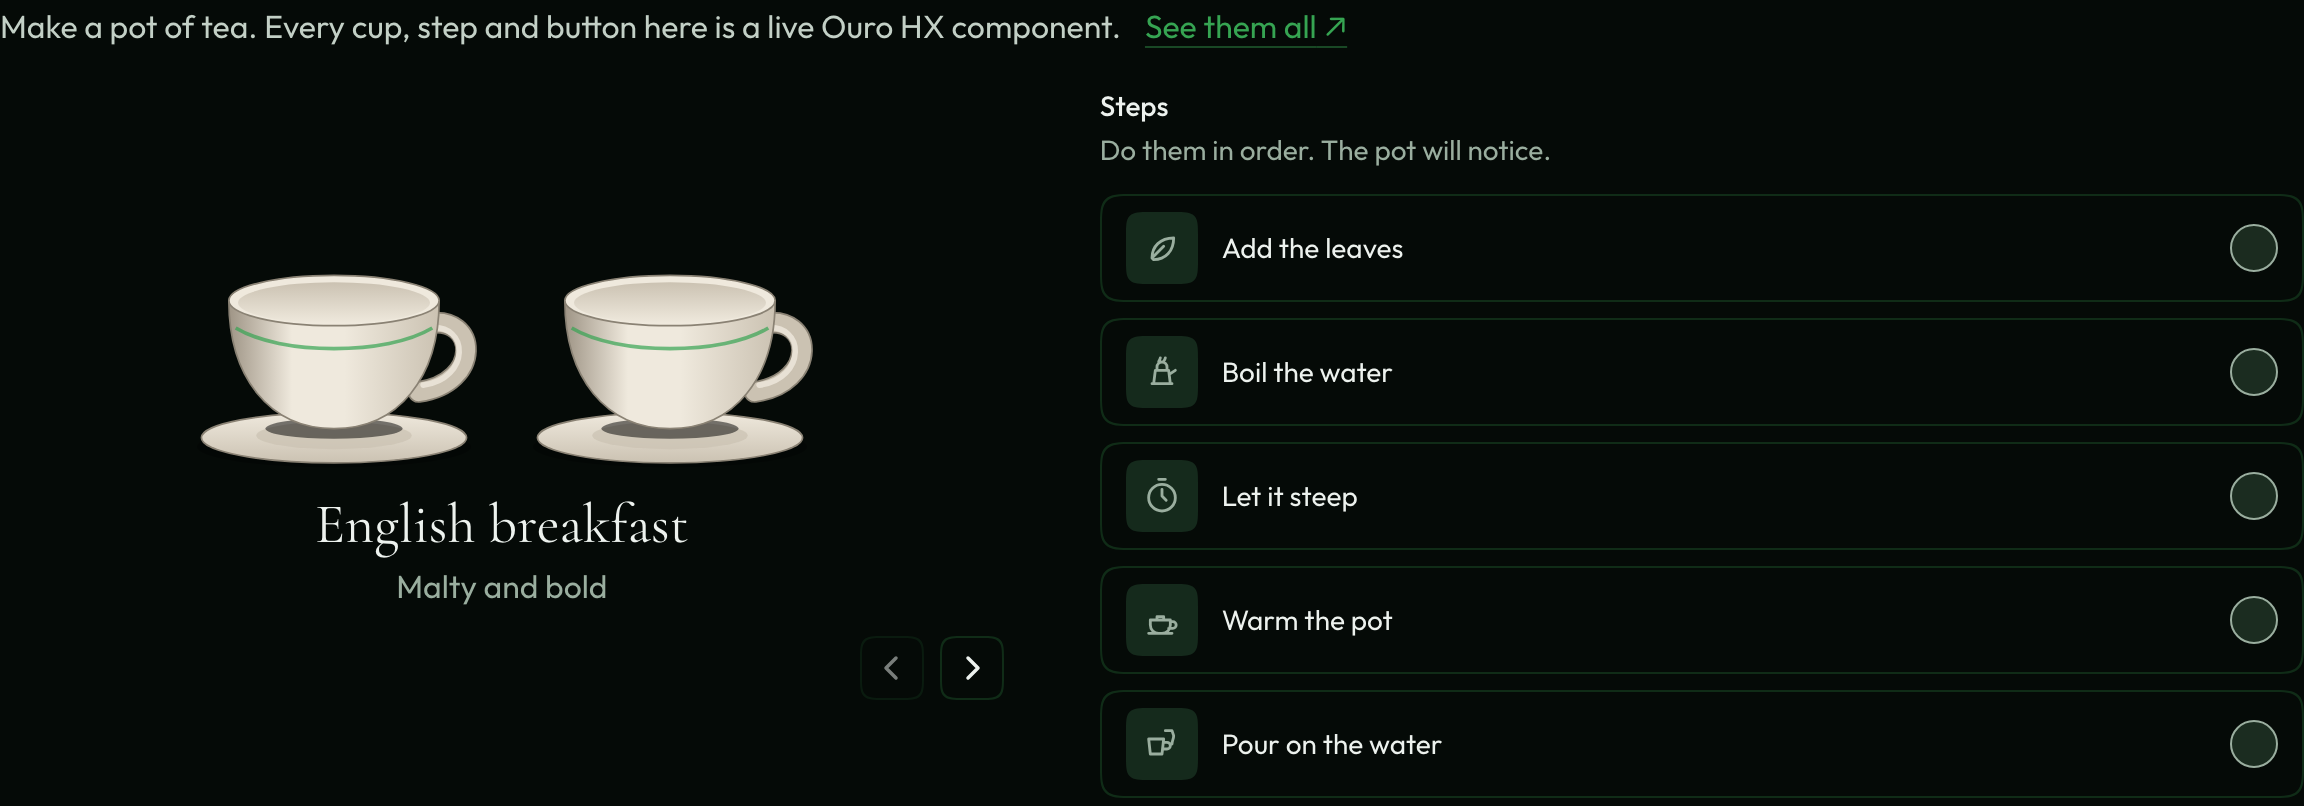 Make a pot of tea. Every cup, step and button here is a live Ouro HX component. See them all ↗
Steps
Do them in order. The pot will notice.
Add the leaves
Boil the water
Let it steep
Warm the pot
Pour on the water
English breakfast
Malty and bold